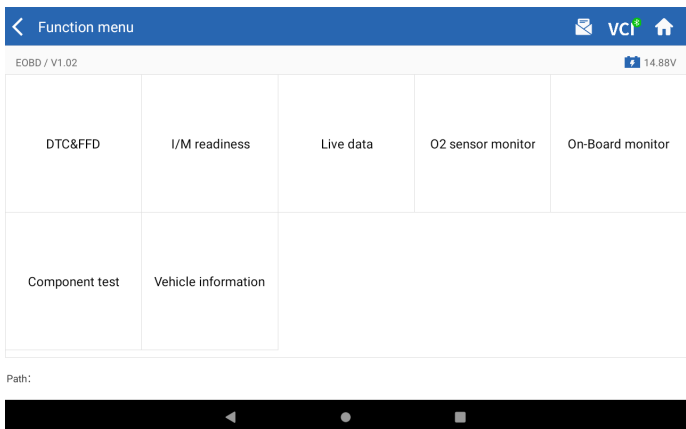 Function menu
VCI
EOBD / V1.02
14.88V
DTC&FFD
I/M readiness
Live data
O2 sensor monitor
On-Board monitor
Component test
Vehicle information
Path: